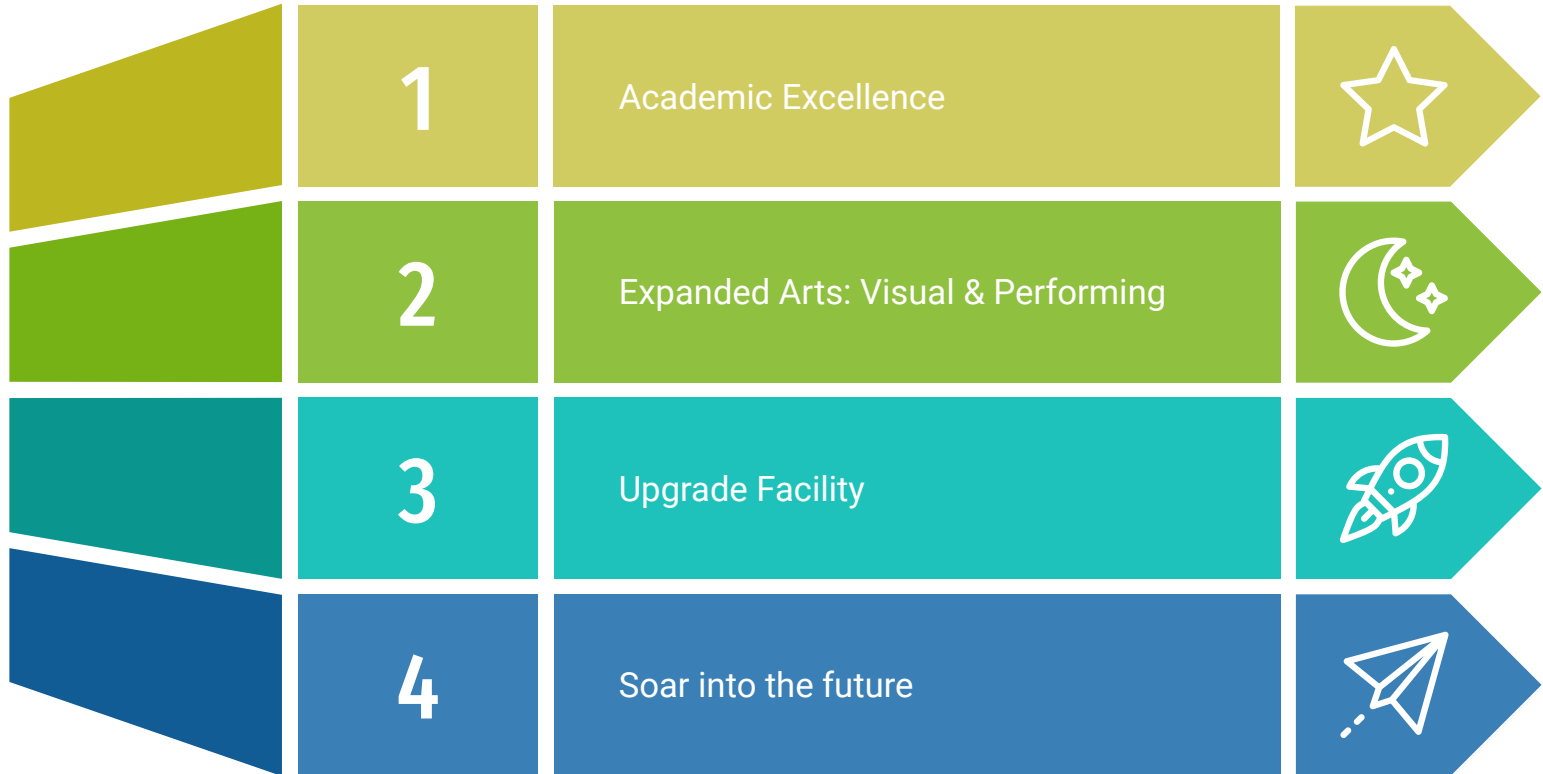 1
Academic Excellence
2
Expanded Arts: Visual & Performing
3
Upgrade Facility
4
Soar into the future